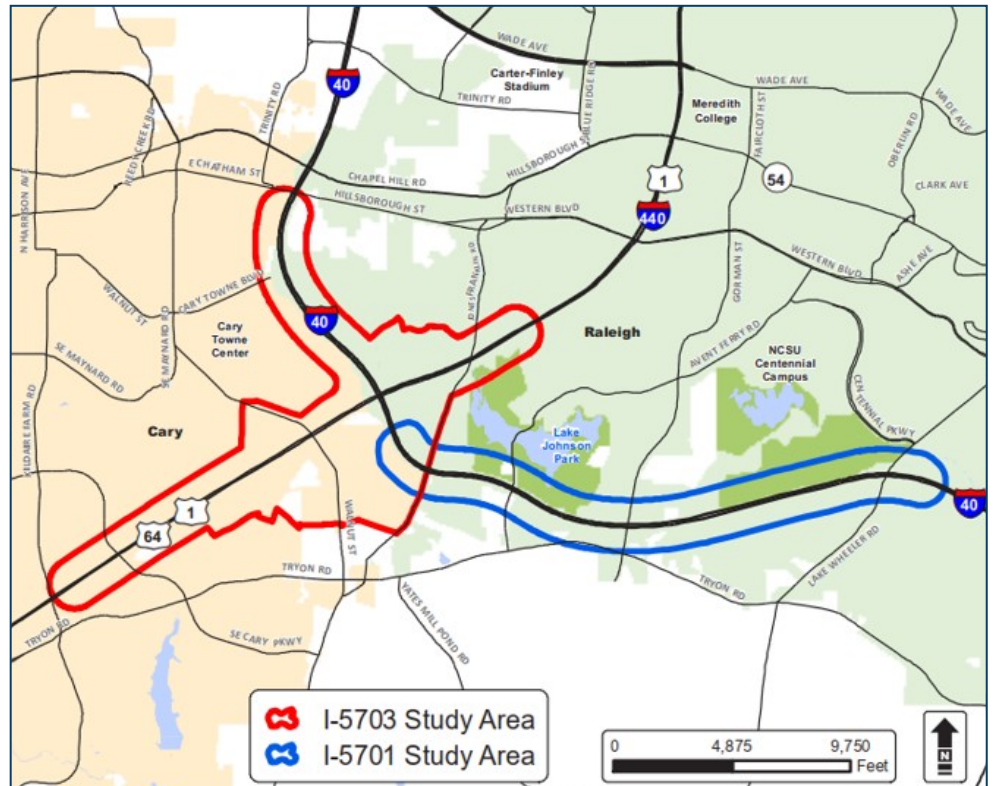 WADE AVE
40
TRINITY RD
Carter-Finley
Stadium
TRINITY RD
BLUE RIDGE RD
WADE AVE
Meredith
College
FAIRCLOTH ST
WADE AVE
OBERLIN RD
REEDY CREEK RD
N HARRISON AVE
E CHATHAM ST
CHAPEL HILL RD
HILLSBOROUGH ST
HILLSBOROUGH ST
1
54
CLARK AVE
WESTERN BLVD
440
WESTERN BLVD
ASHE AVE
GORMAN ST
WALNUT ST
CARY TOWNE BLVD
SE MAYNARD RD
Cary
Towne
Center
40
Raleigh
AVENT FERRY RD
NCSU
Centennial
Campus
CENTENNIAL PKWY
SE MAYNARD RD
KILDAIRE FARM RD
Cary
Lake
Johnson
Park
1
64
WALNUT ST
40
LAKE WHEELER RD
TRYON RD
TRYON RD
TRYON RD
YATES MILL POND RD
SE CARY PKWY
I-5703 Study Area
I-5701 Study Area
0 4,875 9,750
Feet
N